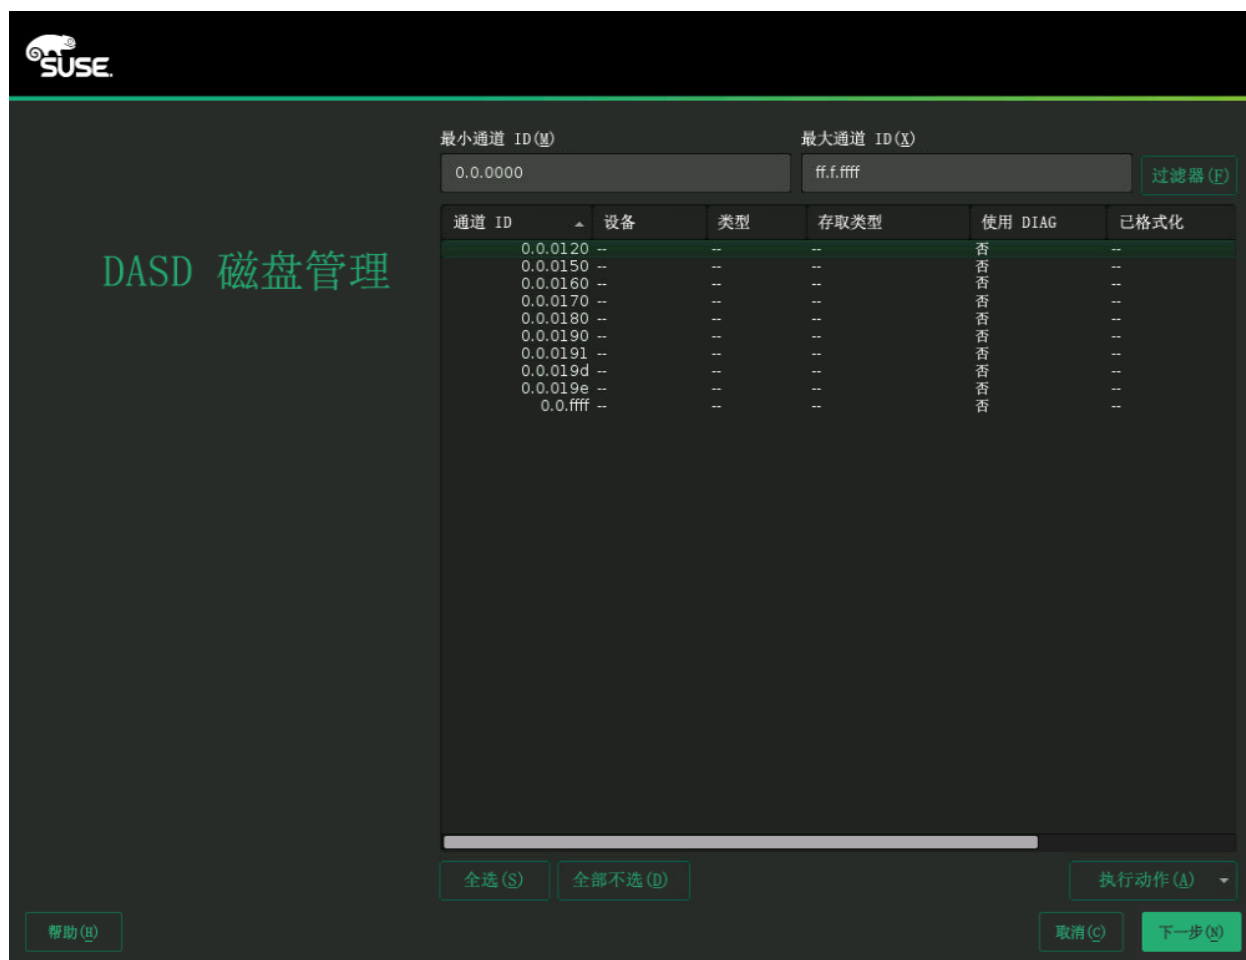 SUSE.
最小通道 ID(M) 最大通道 ID(X)
0.0.0000 ff.f.ffff 过滤器(F)
通道 ID 设备 类型 存取类型 使用 DIAG 已格式化
DASD 磁盘管理
0.0.0120 -- -- -- 否 --
0.0.0150 -- -- -- 否 --
0.0.0160 -- -- -- 否 --
0.0.0170 -- -- -- 否 --
0.0.0180 -- -- -- 否 --
0.0.0190 -- -- -- 否 --
0.0.0191 -- -- -- 否 --
0.0.019d -- -- -- 否 --
0.0.019e -- -- -- 否 --
0.0.ffff -- -- -- 否 --
全选(S) 全部不选(D) 执行动作(A)
帮助(H) 取消(C) 下一步(N)